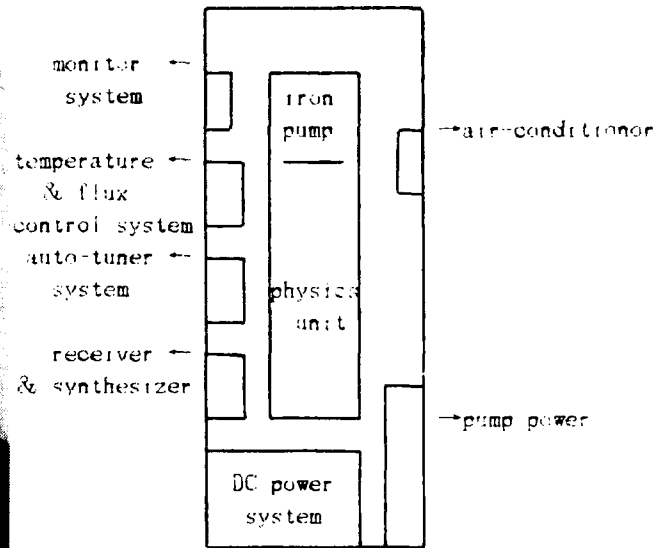 monitor
system
iron
pump
air-conditionor
temperature
& flux
control system
auto-tuner
system
physics
unit
receiver
& synthesizer
pump power
DC power
system